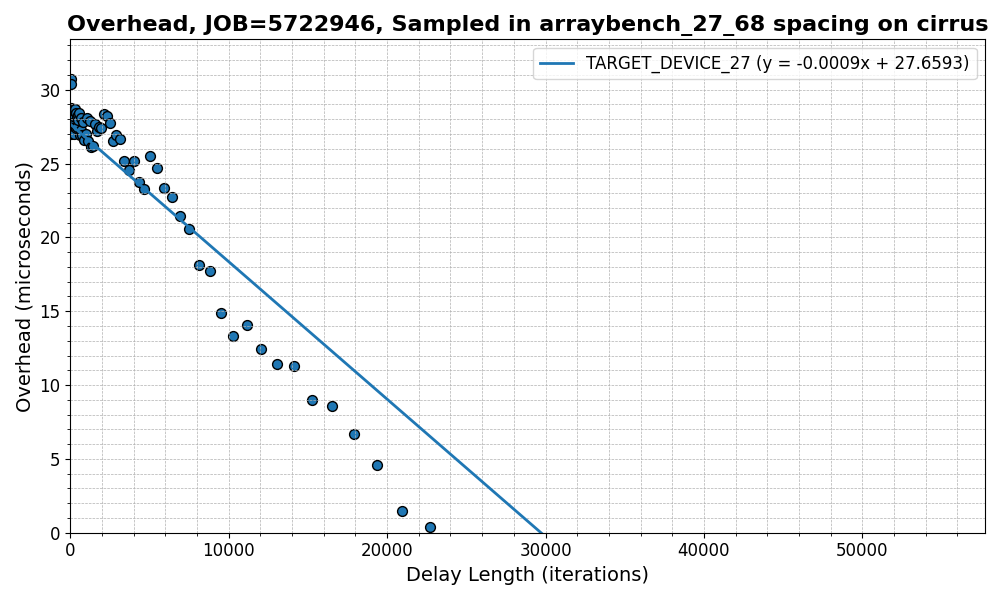 Overhead, JOB=5722946, Sampled in arraybench_27_68 spacing on cirrus
TARGET_DEVICE_27 (y = -0.0009x + 27.6593)
Overhead (microseconds)
30
25
20
15
10
5
0
0 10000 20000 30000 40000 50000
Delay Length (iterations)